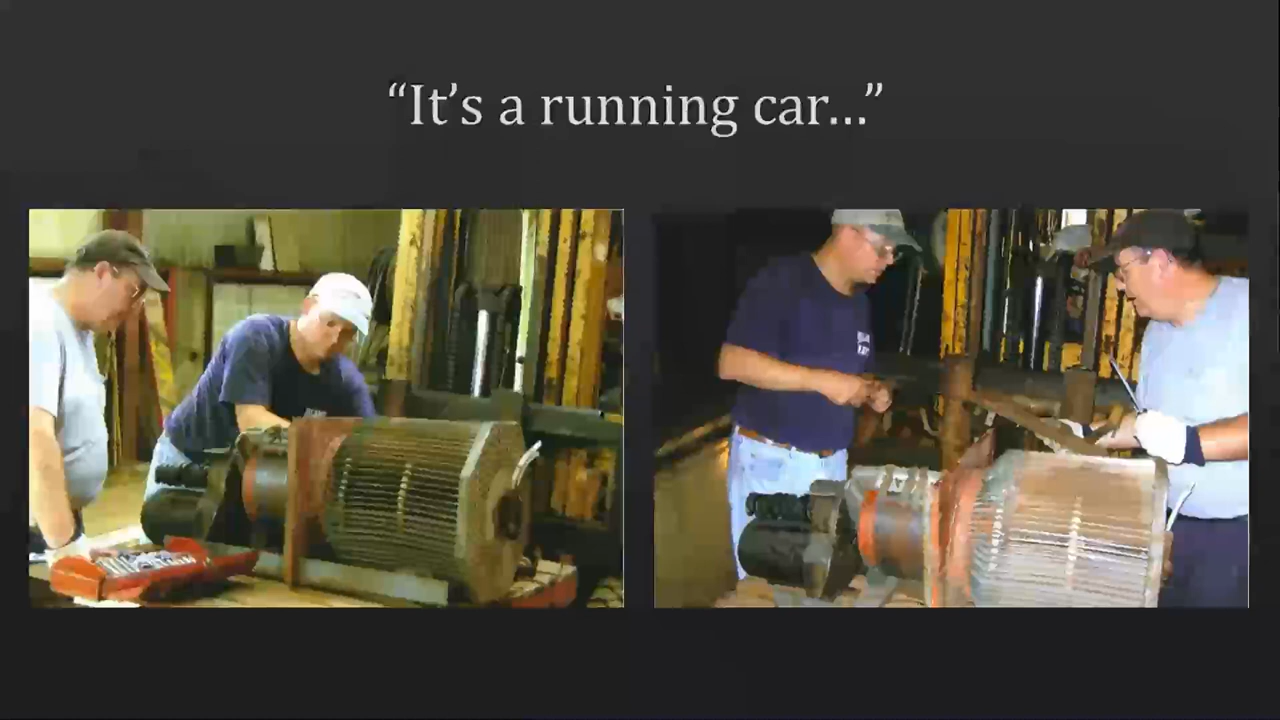 “It’s a running car…”